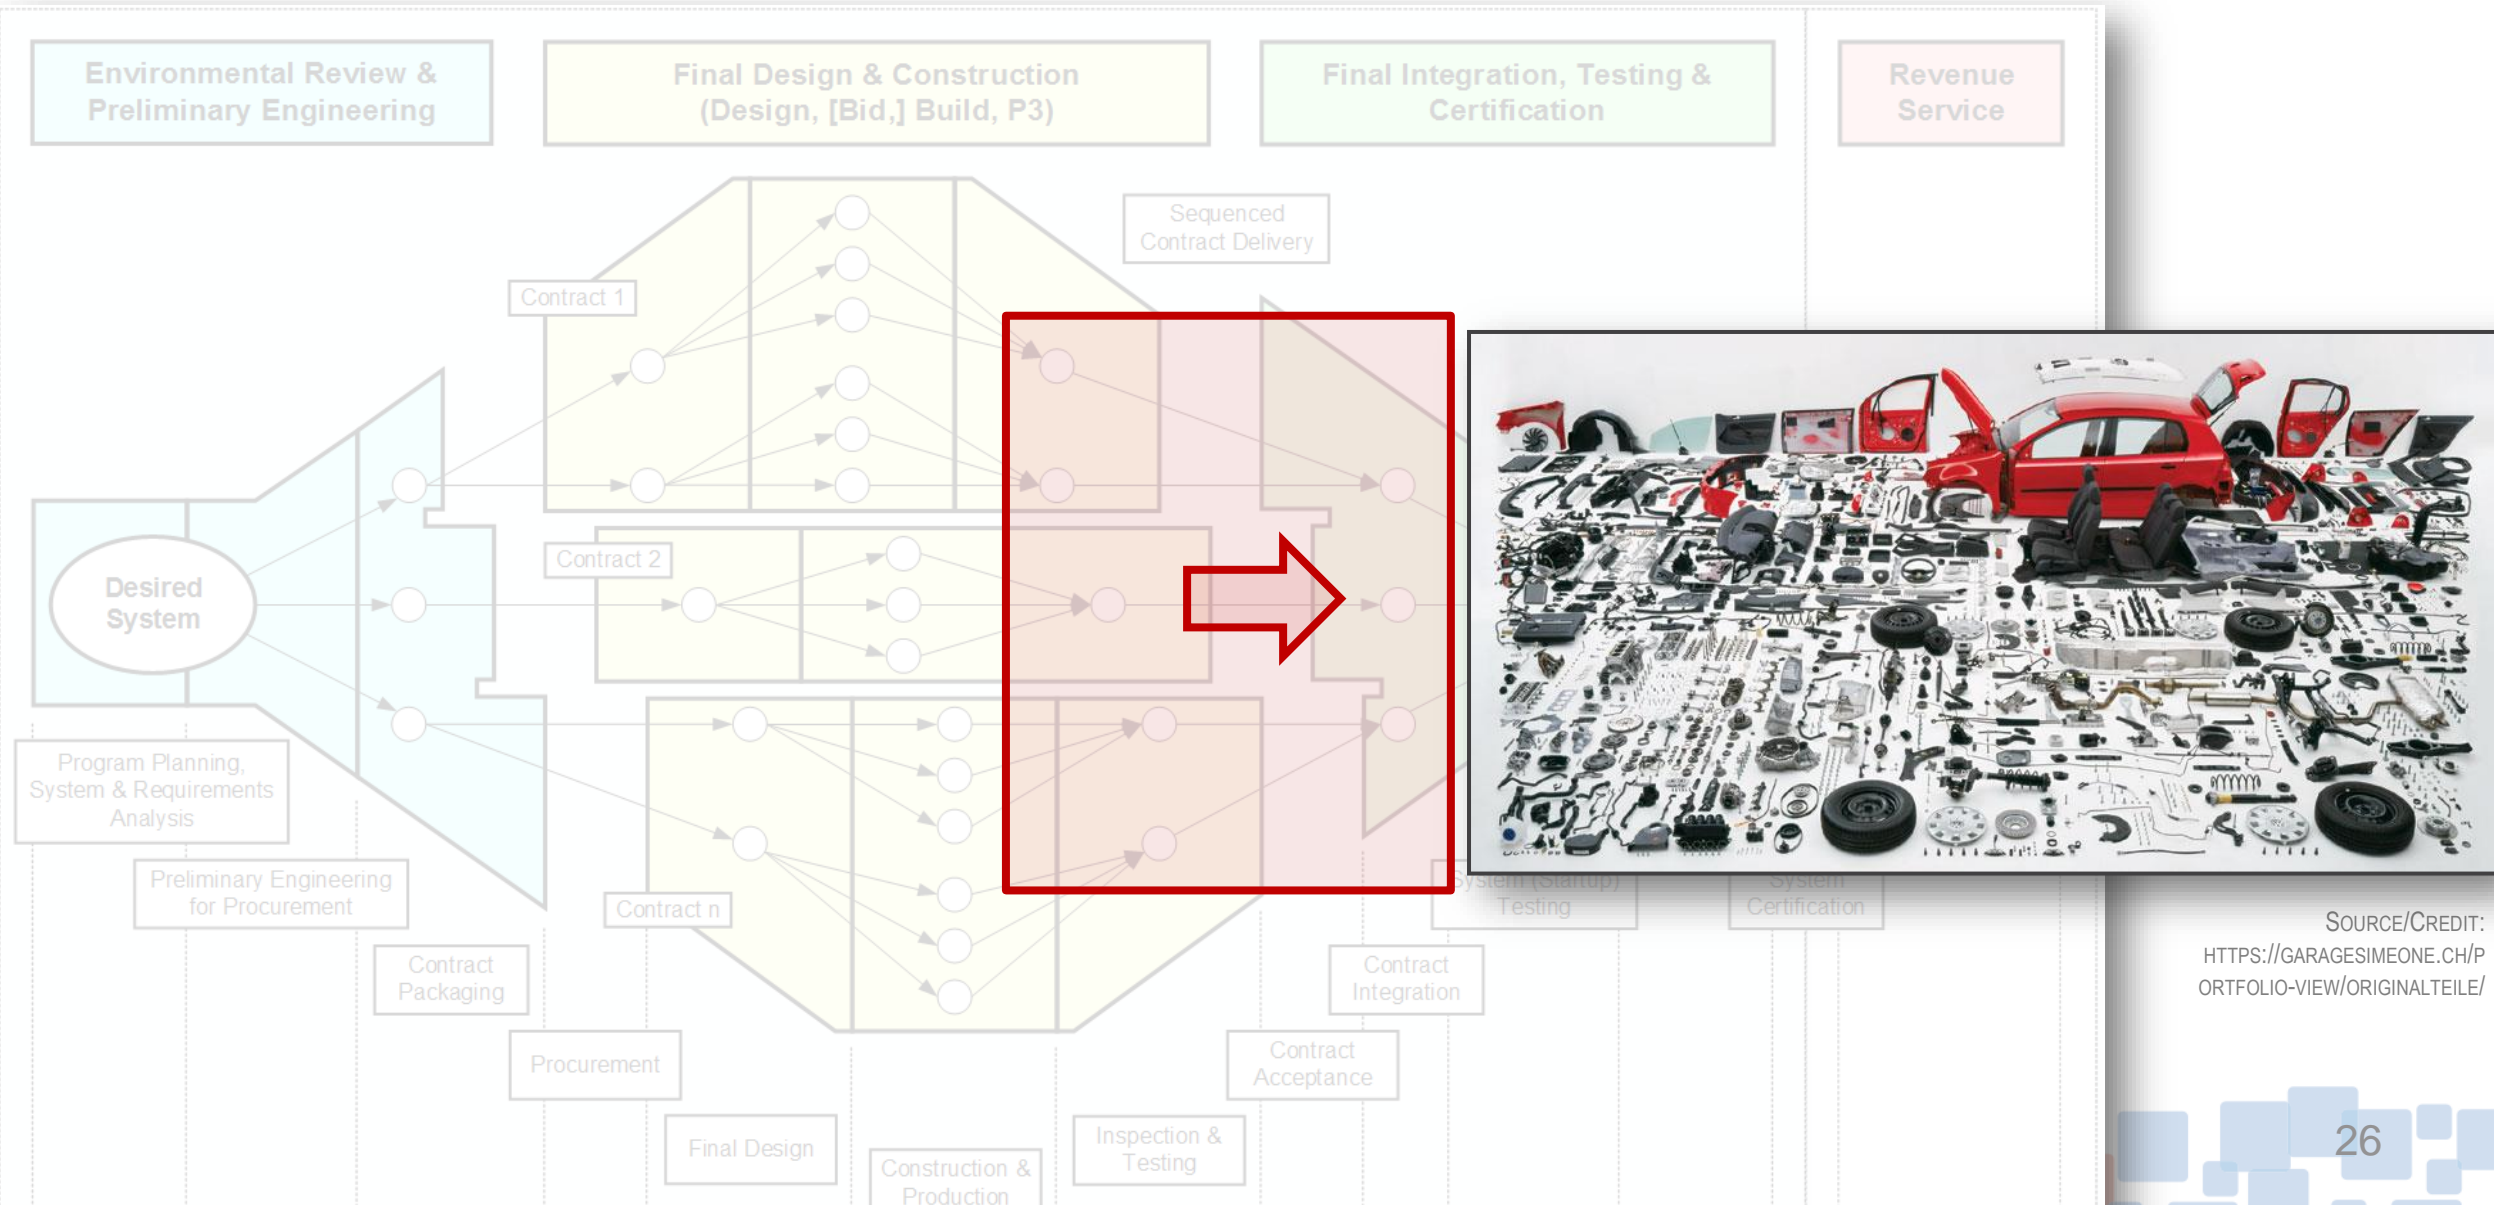 Environmental Review &
Preliminary Engineering
Final Design & Construction
(Design, [Bid,] Build, P3)
Final Integration, Testing &
Certification
Revenue
Service
Sequenced
Contract Delivery
Contract 1
Contract 2
Desired
System
Contract n
Program Planning,
System & Requirements
Analysis
Preliminary Engineering
for Procurement
Contract
Packaging
Procurement
Final Design
Construction &
Production
Inspection &
Testing
Contract
Acceptance
Contract
Integration
System (Startup)
Testing
System
Certification
SOURCE/CREDIT:
HTTPS://GARAGESIMEONE.CH/P
ORTFOLIO-VIEW/ORIGINALTEILE/
26